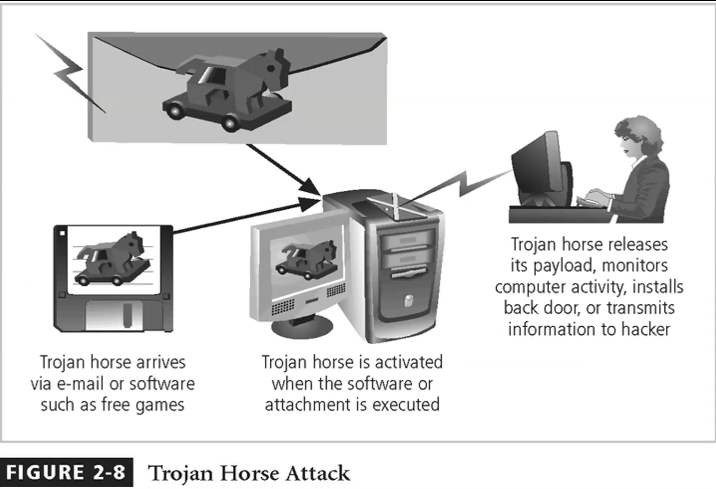 Trojan horse arrives
via e-mail or software
such as free games
Trojan horse is activated
when the software or
attachment is executed
Trojan horse releases
its payload, monitors
computer activity, installs
back door, or transmits
information to hacker
FIGURE 2-8 Trojan Horse Attack